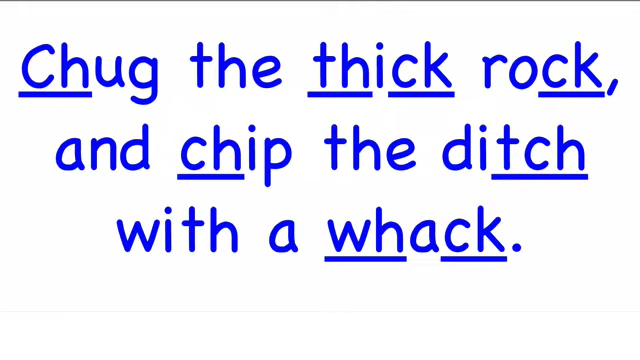 Chug the thick rock,
and chip the ditch
with a whack.